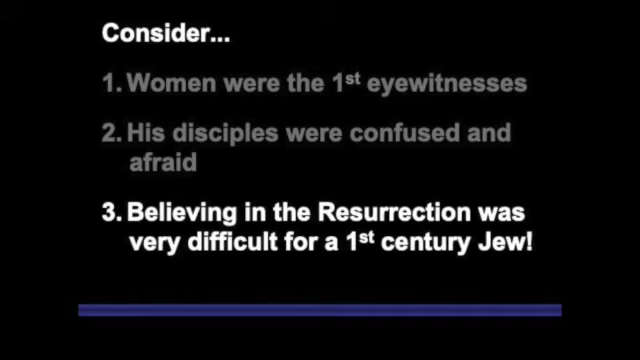 Consider...
1. Women were the 1st eyewitnesses
2. His disciples were confused and
afraid
3. Believing in the Resurrection was
very difficult for a 1st century Jew!